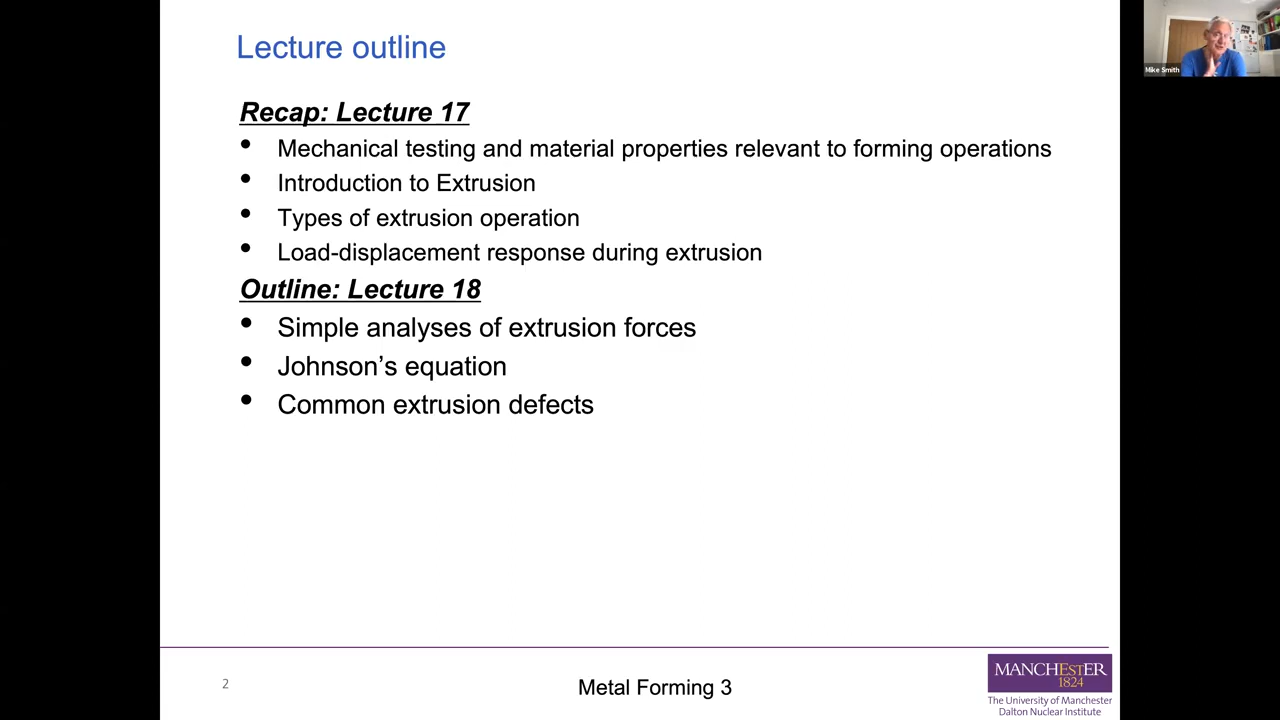 Lecture outline
Mike Smith
Recap: Lecture 17
• Mechanical testing and material properties relevant to forming operations
• Introduction to Extrusion
• Types of extrusion operation
• Load-displacement response during extrusion
Outline: Lecture 18
• Simple analyses of extrusion forces
• Johnson’s equation
• Common extrusion defects
2
Metal Forming 3
MANCHESTER
1824
The University of Manchester
Dalton Nuclear Institute